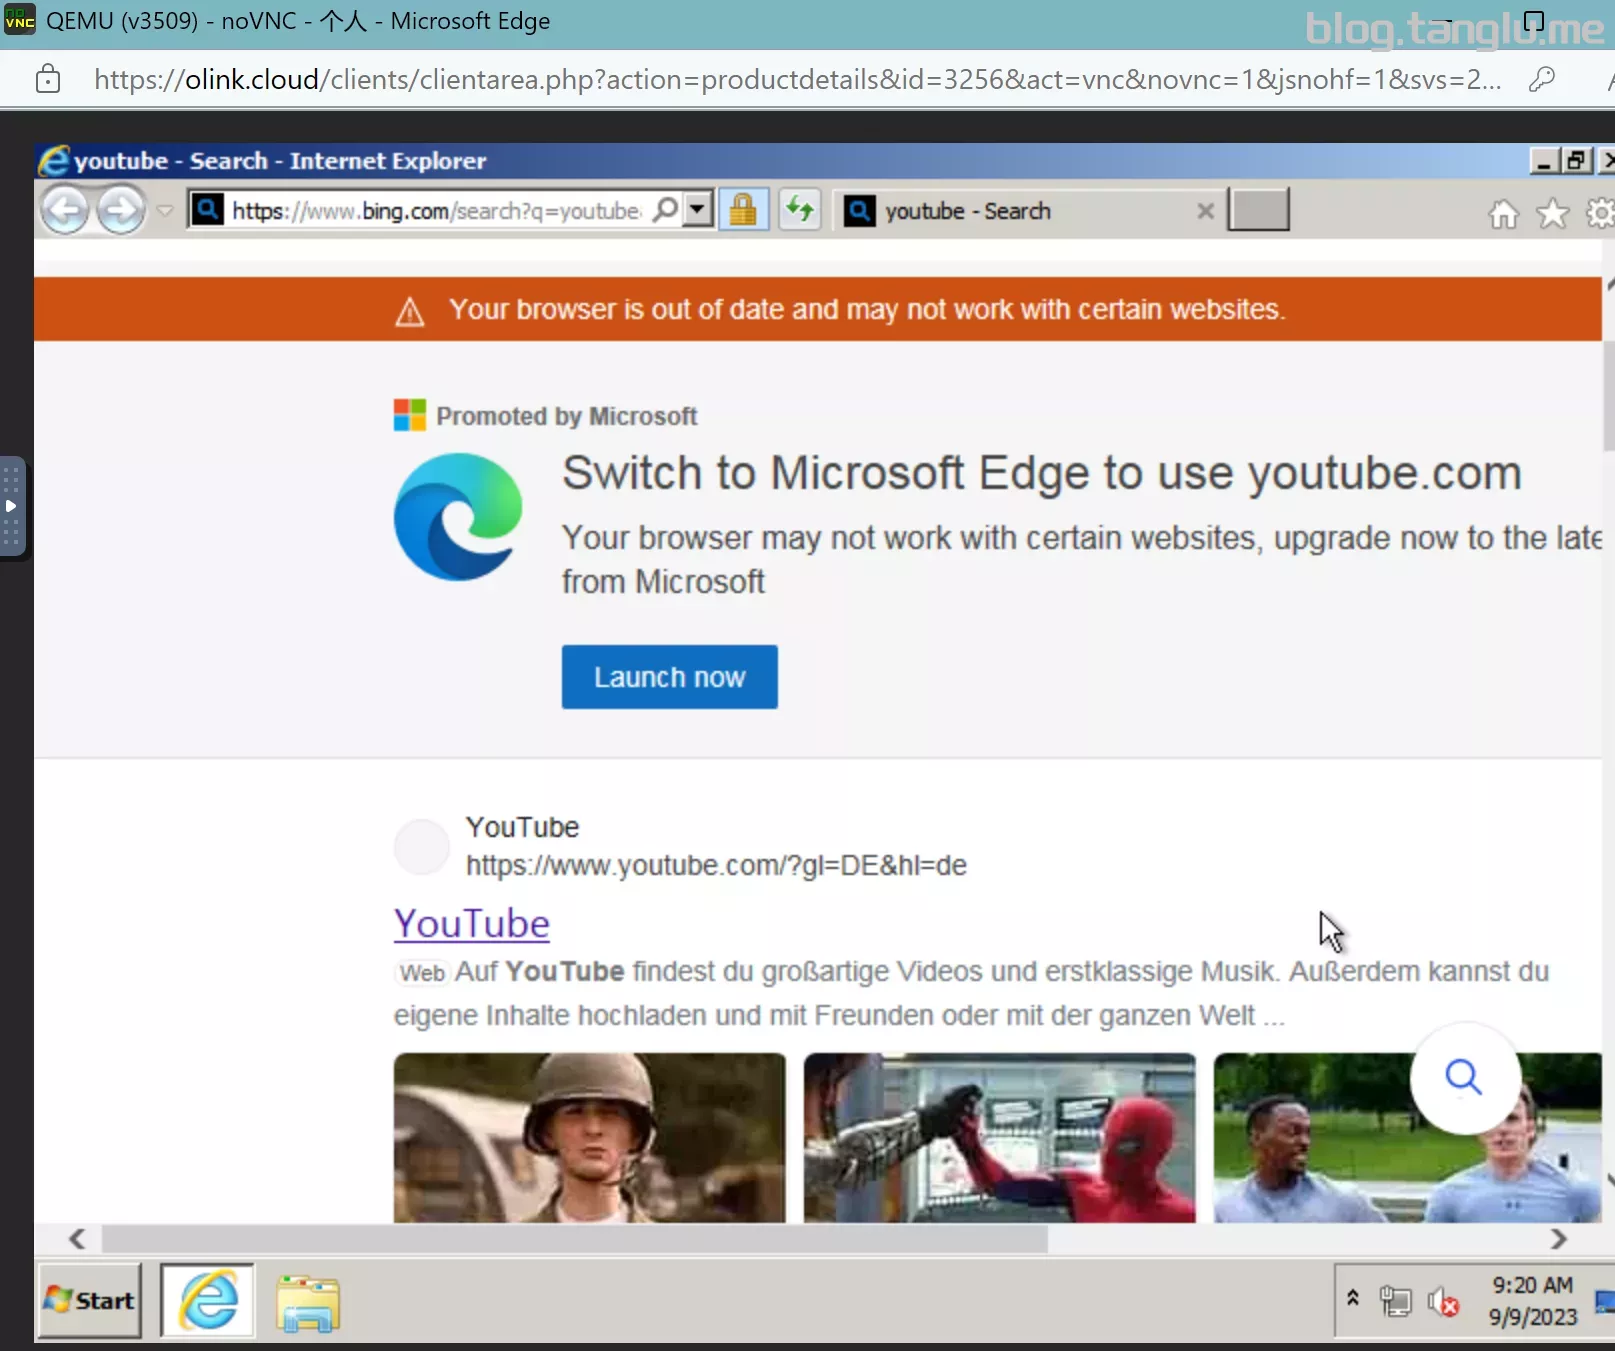 QEMU (v3509) - noVNC - 个人 - Microsoft Edge
blog.tanglu.me
https://olink.cloud/clients/clientarea.php?action=productdetails&id=3256&act=vnc&novnc=1&jsnohf=1&svs=2...
youtube - Search - Internet Explorer
https://www.bing.com/search?q=youtube
youtube - Search
Your browser is out of date and may not work with certain websites.
Promoted by Microsoft
Switch to Microsoft Edge to use youtube.com
Your browser may not work with certain websites, upgrade now to the late
from Microsoft
Launch now
YouTube
https://www.youtube.com/?gl=DE&hl=de
YouTube
Web Auf YouTube findest du großartige Videos und erstklassige Musik. Außerdem kannst du
eigene Inhalte hochladen und mit Freunden oder mit der ganzen Welt ...
Start
9:20 AM
9/9/2023